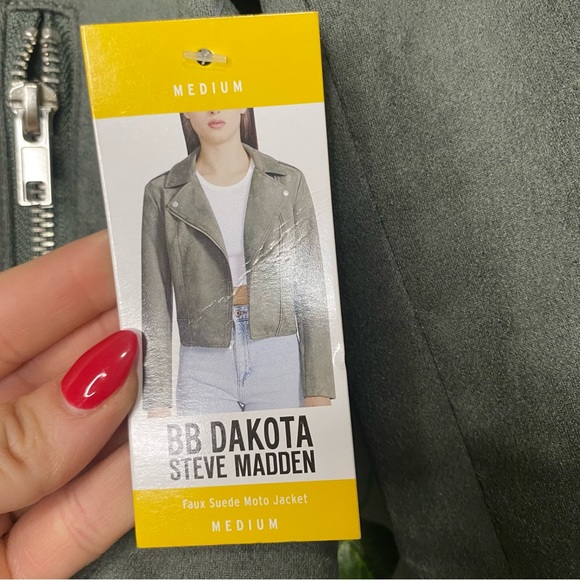 MEDIUM
BB DAKOTA
STEVE MADDEN
Faux Suede Moto Jacket
MEDIUM